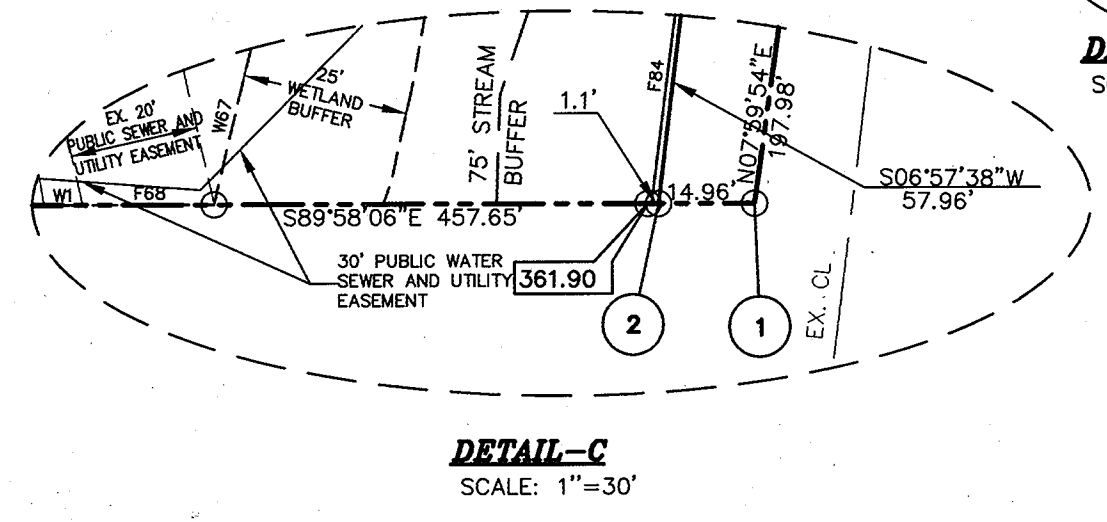 EX. 20'
PUBLIC SEWER AND
UTILITY EASEMENT
W1
F68
W67
25'
WETLAND
BUFFER
75' STREAM
BUFFER
1.1'
F84
N07°59'54"E
197.98'
14.96'
S06°57'38"W
57.96'
S89°58'06"E 457.65'
30' PUBLIC WATER
SEWER AND UTILITY
EASEMENT
361.90
2
1
EX. CL.
DETAIL-C
SCALE: 1"=30'